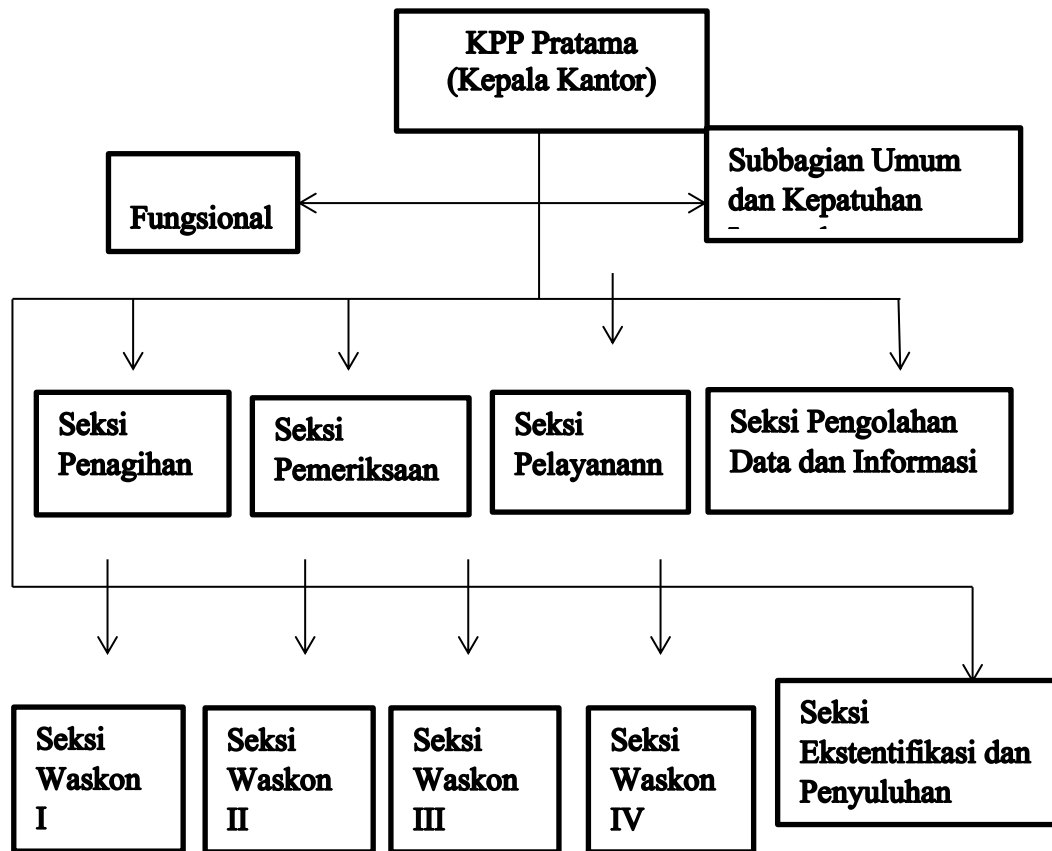 KPP Pratama
(Kepala Kantor)
Fungsional
Subbagian Umum
dan Kepatuhan
Seksi
Penagihan
Seksi
Pemeriksaan
Seksi
Pelayanann
Seksi Pengolahan
Data dan Informasi
Seksi
Waskon
I
Seksi
Waskon
II
Seksi
Waskon
III
Seksi
Waskon
IV
Seksi
Ekstentifikasi dan
Penyuluhan